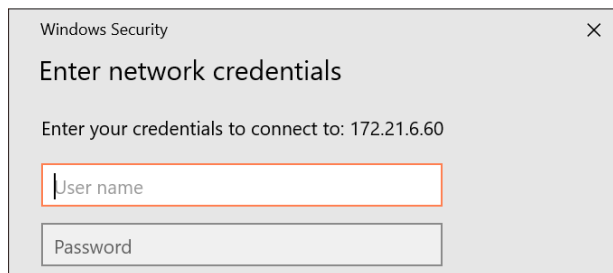 Windows Security
Enter network credentials
Enter your credentials to connect to: 172.21.6.60
User name
Password